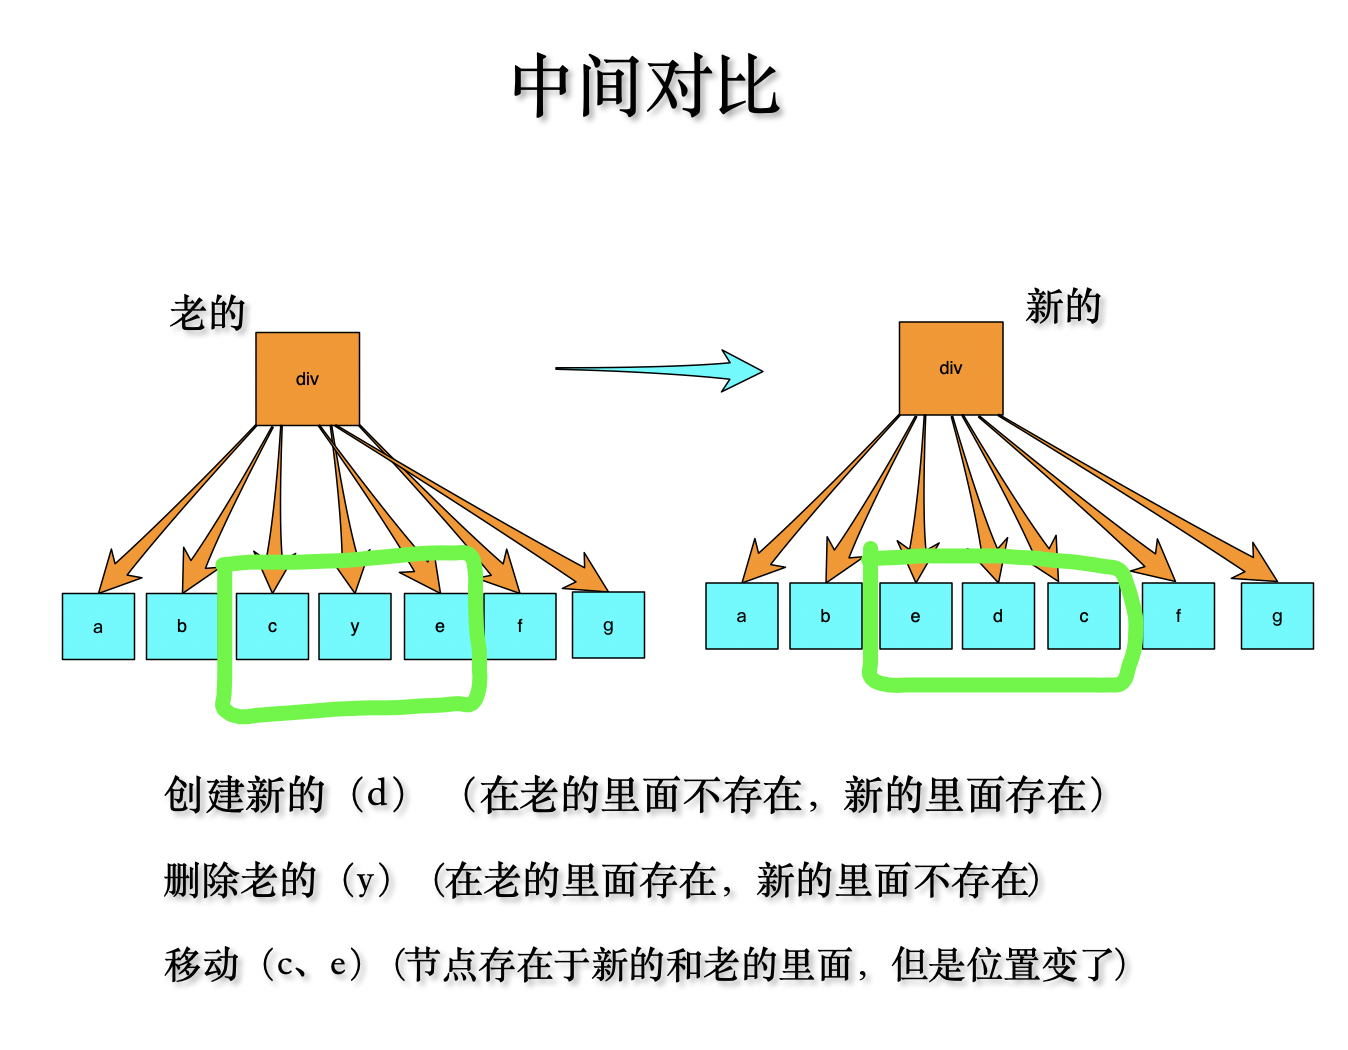 中间对比
老的
新的
div
div
a b c y e f g
a b e d c f g
创建新的（d）（在老的里面不存在，新的里面存在）
删除老的（y）(在老的里面存在，新的里面不存在)
移动（c、e）(节点存在于新的和老的里面，但是位置变了)